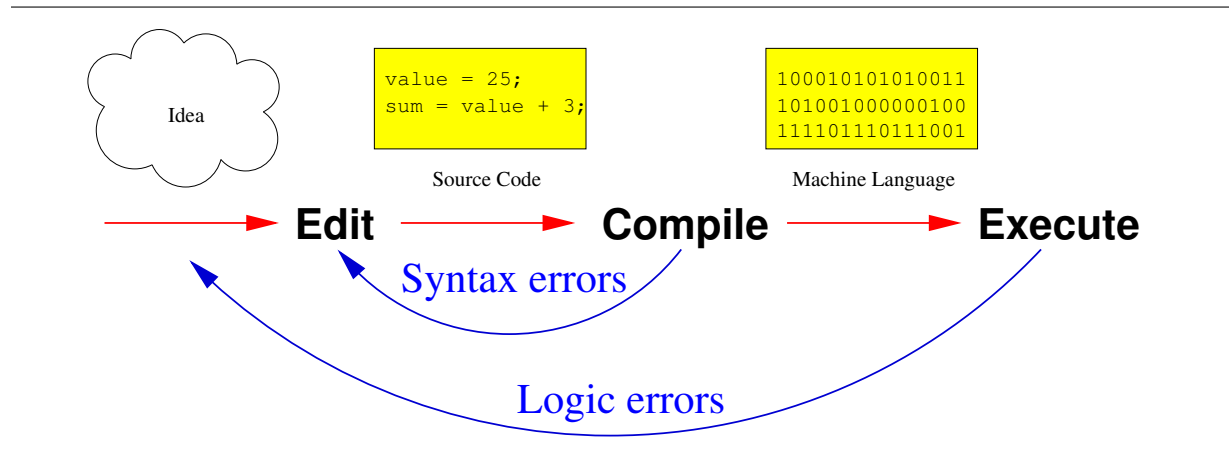 Idea
value = 25;
sum = value + 3;
100010101010011
101001000000100
111101110111001
Source Code
Machine Language
Edit
Compile
Execute
Syntax errors
Logic errors